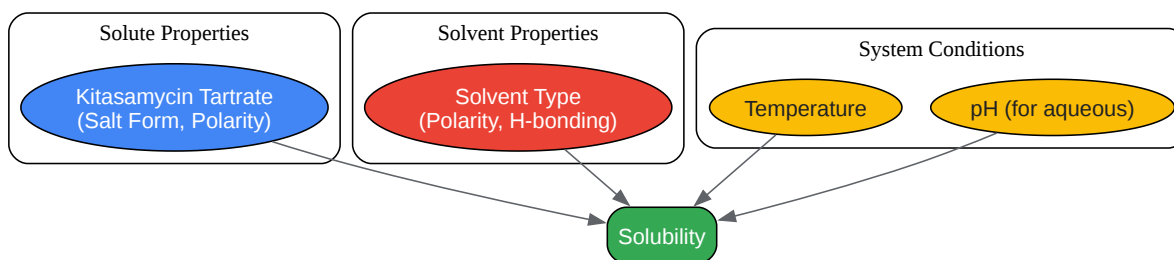 Solute Properties
Kitasamycin Tartrate
(Salt Form, Polarity)
Solvent Properties
Solvent Type
(Polarity, H-bonding)
System Conditions
Temperature
pH (for aqueous)
Solubility